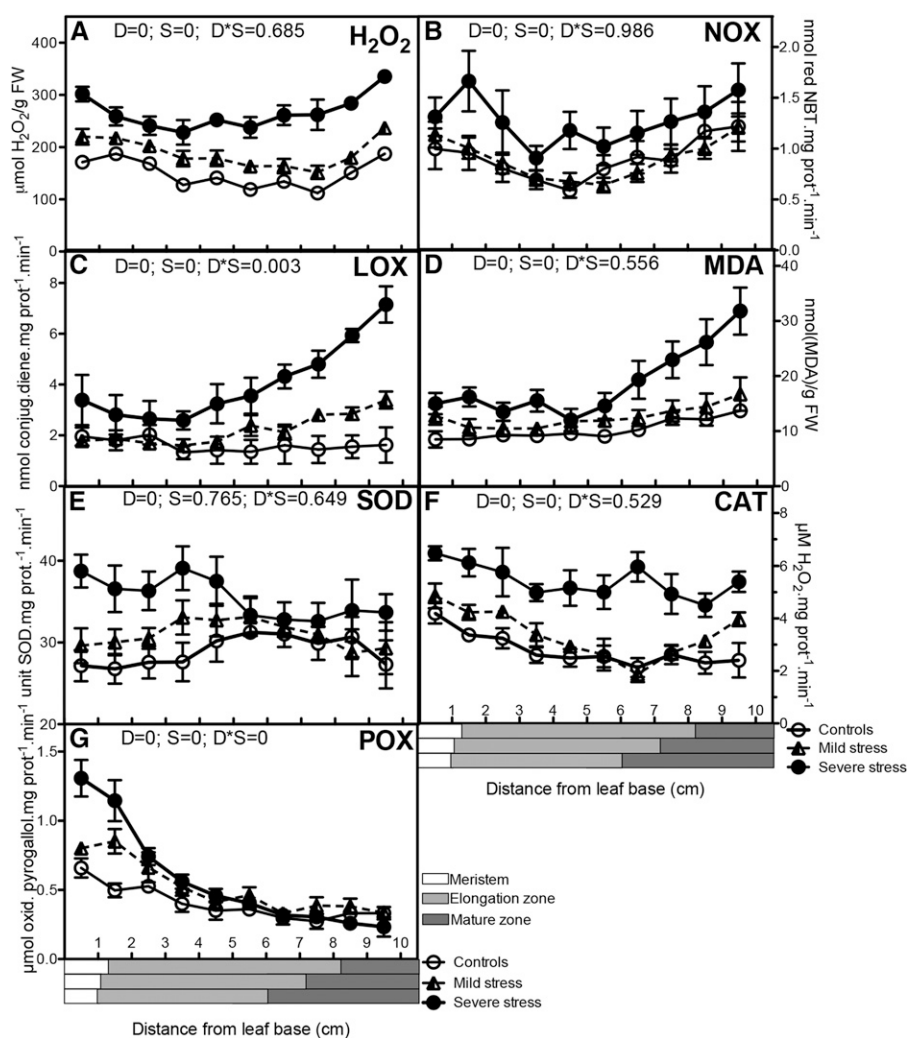 A D=0; S=0; D*S=0.685 H₂O₂
B D=0; S=0; D*S=0.986 NOX
400
300
200
100
0
µmol H₂O₂/g FW
2.0
1.5
1.0
0.5
0.0
nmol red NBT.mg prot⁻¹.min⁻¹
C D=0; S=0; D*S=0.003 LOX
D D=0; S=0; D*S=0.556 MDA
8
6
4
2
0
nmol conjug.diene.mg prot⁻¹.min⁻¹
40
30
20
10
0
nmol(MDA)/g FW
E D=0; S=0.765; D*S=0.649 SOD
F D=0; S=0; D*S=0.529 CAT
40
30
20
unit SOD.mg prot.⁻¹.min⁻¹
8
6
4
2
0
µM H₂O₂.mg prot⁻¹.min⁻¹
1 2 3 4 5 6 7 8 9 10
Controls
Mild stress
Severe stress
Distance from leaf base (cm)
G D=0; S=0; D*S=0 POX
1.5
1.0
0.5
0
µmol oxid. pyrogallol.mg prot⁻¹.min⁻¹
1 2 3 4 5 6 7 8 9 10
Meristem
Elongation zone
Mature zone
Controls
Mild stress
Severe stress
Distance from leaf base (cm)